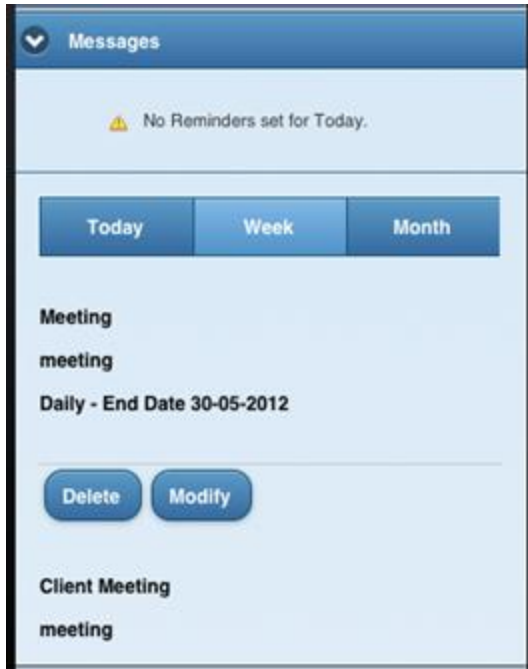 Messages
No Reminders set for Today.
Today Week Month
Meeting
meeting
Daily - End Date 30-05-2012
Delete Modify
Client Meeting
meeting